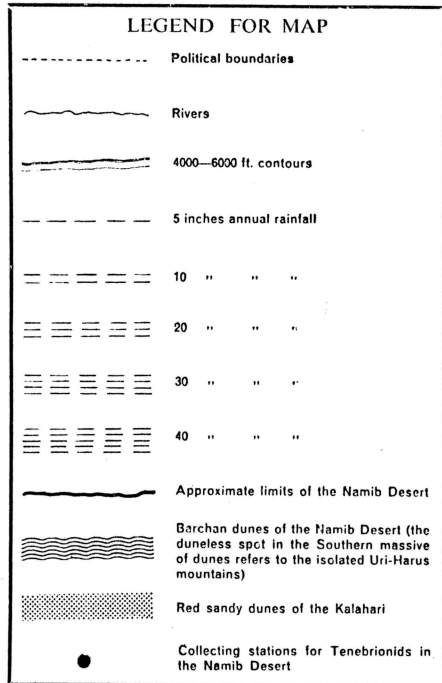 LEGEND FOR MAP
Political boundaries
Rivers
4000—6000 ft. contours
5 inches annual rainfall
10 " " "
20 " " "
30 " " "
40 " " "
Approximate limits of the Namib Desert
Barchan dunes of the Namib Desert (the
duneless spot in the Southern massive
of dunes refers to the isolated Uri-Harus
mountains)
Red sandy dunes of the Kalahari
Collecting stations for Tenebrionids in
the Namib Desert